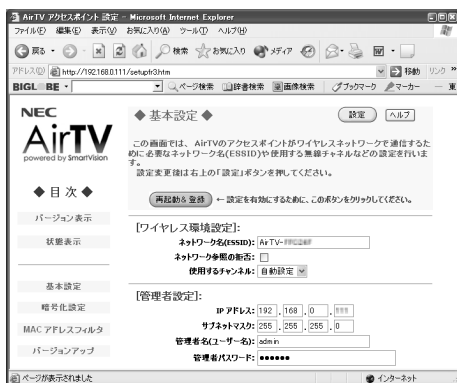 AirTV アクセスポイント 設定 - Microsoft Internet Explorer
ファイル(F) 編集(E) 表示(V) お気に入り(A) ツール(T) ヘルプ(H)
戻る 検索 お気に入り メディア
アドレス(D) http://192.168.0.111/setupfr3.htm 移動 リンク
BIGLOBE ページ検索 辞書検索 画像検索 ブックマーク マーカー
NEC
AirTV
powered by SmartVision
◆ 目 次 ◆
バージョン表示
状態表示
基本設定
暗号化設定
MAC アドレスフィルタ
バージョンアップ
◆ 基本設定 ◆ 設定 ヘルプ
この画面では、AirTVのアクセスポイントがワイヤレスネットワークで通信するた
めに必要なネットワーク名(ESSID)や使用する無線チャネルなどの設定を行いま
す。
設定変更後は右上の「設定」ボタンを押してください。
再起動&登録 ← 設定を有効にするために、このボタンをクリックしてください。
[ワイヤレス環境設定]:
ネットワーク名(ESSID): AirTV-
ネットワーク参照の拒否:
使用するチャンネル: 自動設定
[管理者設定]:
IP アドレス: 192 . 168 . 0 .
サブネットマスク: 255 . 255 . 255 . 0
管理者名(ユーザー名): admin
管理者パスワード: ●●●●●●
ページが表示されました インターネット